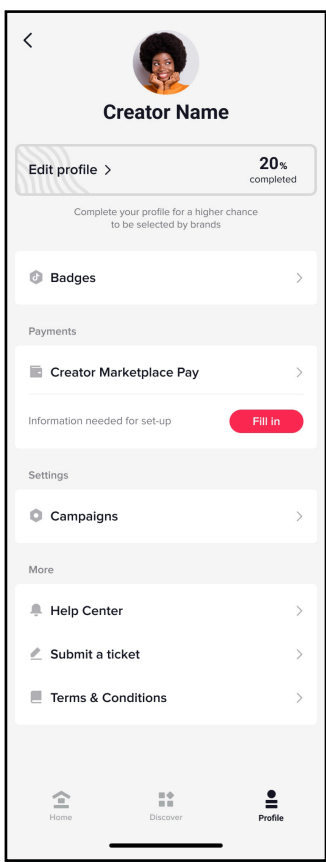 Creator Name
Edit profile >
20%
completed
Complete your profile for a higher chance
to be selected by brands
Badges
Payments
Creator Marketplace Pay
Information needed for set-up
Fill in
Settings
Campaigns
More
Help Center
Submit a ticket
Terms & Conditions
Home
Discover
Profile